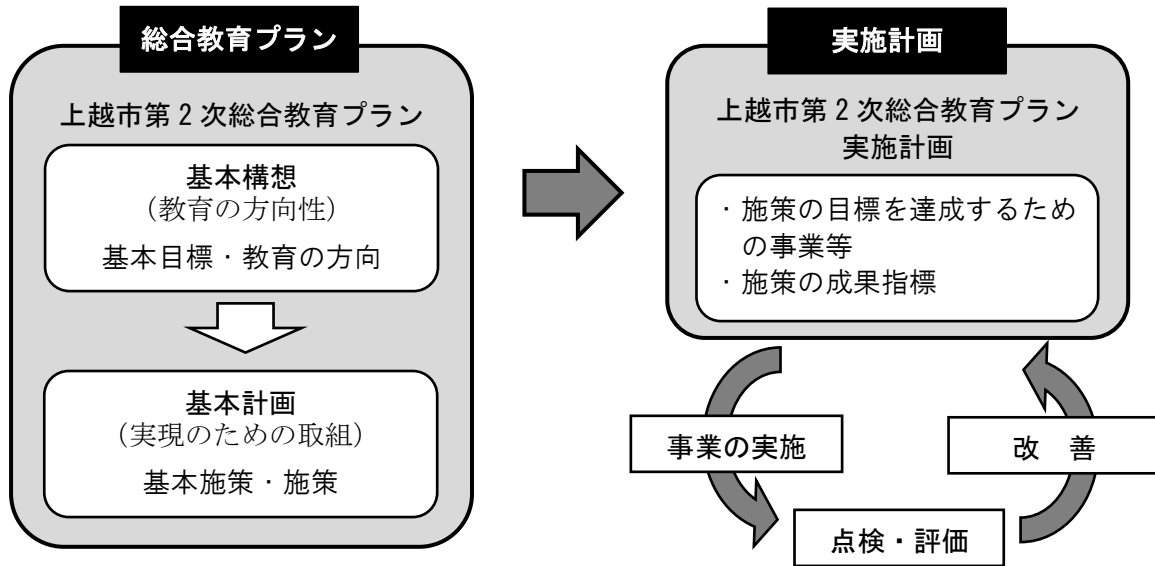 総合教育プラン
上越市第2次総合教育プラン
基本構想
（教育の方向性）
基本目標・教育の方向
基本計画
（実現のための取組）
基本施策・施策
実施計画
上越市第2次総合教育プラン
実施計画
・施策の目標を達成するため
の事業等
・施策の成果指標
事業の実施
改　善
点検・評価